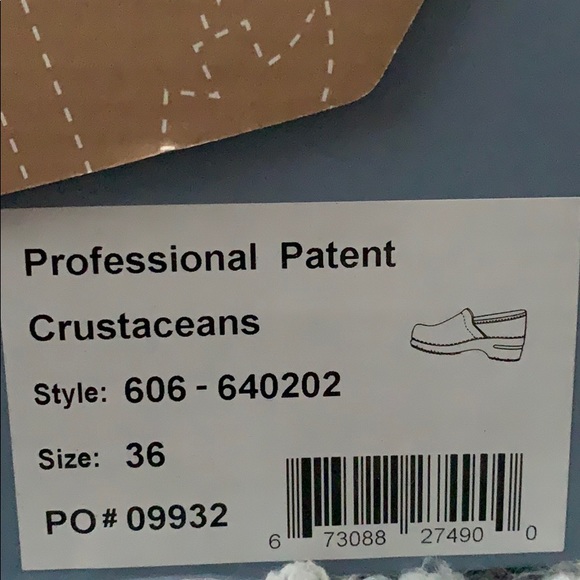 Professional Patent
Crustaceans
Style: 606 - 640202
Size: 36
PO# 09932
6 73088 27490 0